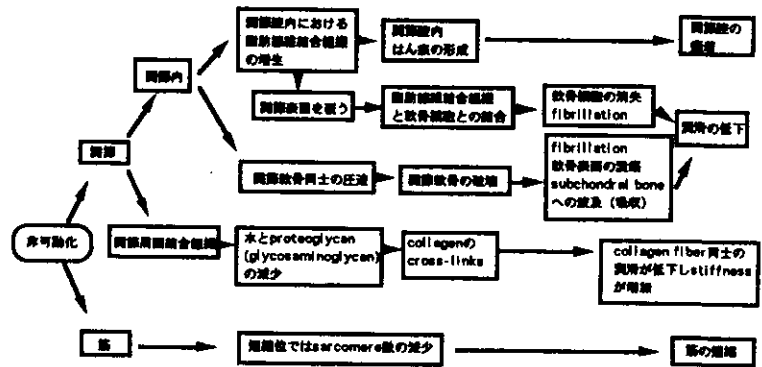 関節腔内における
脂肪線維結合組織
の増生
関節腔内
はん痕の形成
関節腔の
癒着
関節内
関節表面を覆う
脂肪線維結合組織
と軟骨細胞との結合
軟骨細胞の消失
fibrillation
潤滑の低下
関節
関節軟骨同士の圧迫
関節軟骨の破壊
fibrillation
軟骨表面の潰瘍
subchondral bone
への波及(吸収)
非可動化
関節周囲結合組織
水とproteoglycan
(glycosaminoglycan)
の減少
collagenの
cross-links
collagen fiber同士の
潤滑が低下しstiffness
が増加
筋
短縮位ではsarcomere数の減少
筋の短縮